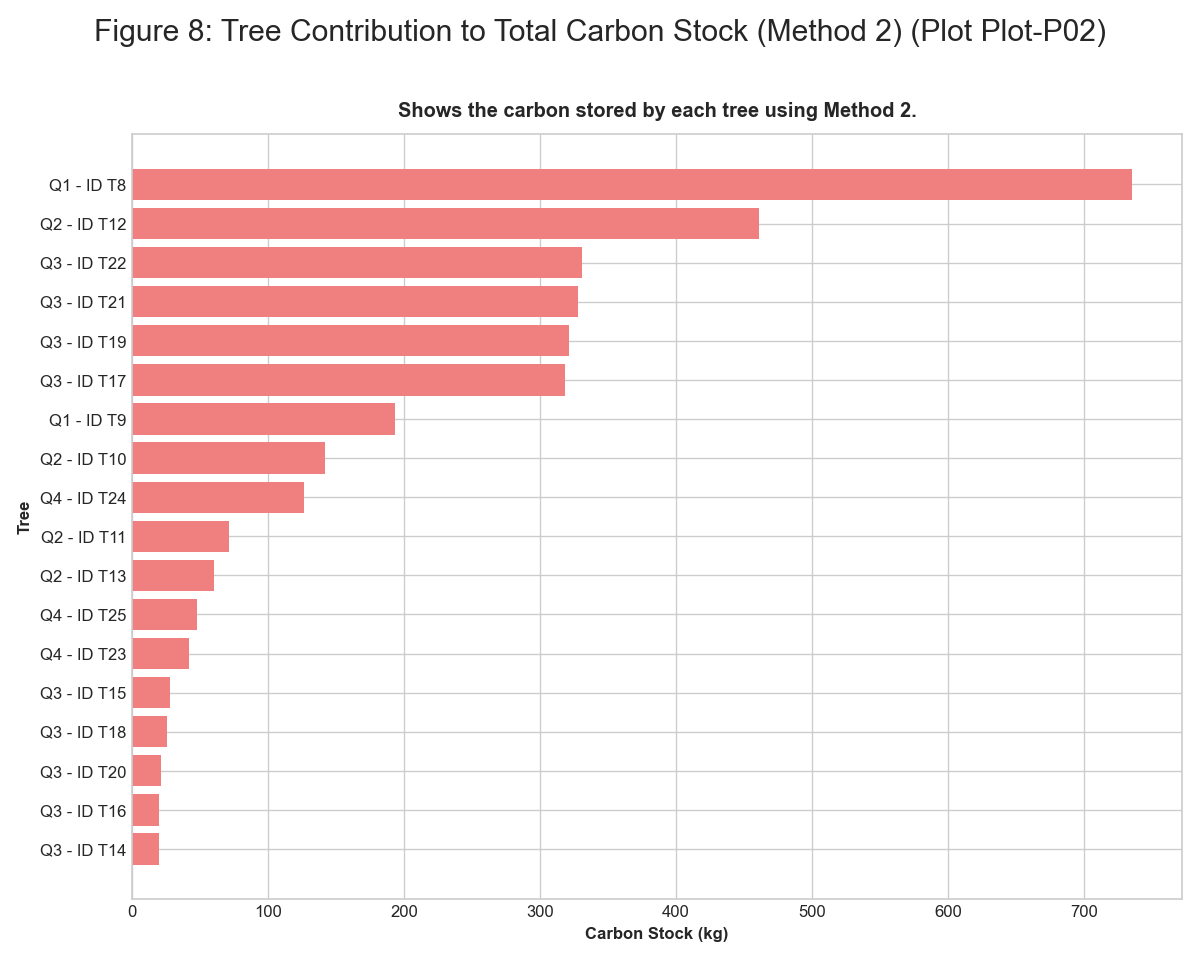 Figure 8: Tree Contribution to Total Carbon Stock (Method 2) (Plot Plot-P02)
Shows the carbon stored by each tree using Method 2.
Q1 - ID T8
Q2 - ID T12
Q3 - ID T22
Q3 - ID T21
Q3 - ID T19
Q3 - ID T17
Q1 - ID T9
Q2 - ID T10
Q4 - ID T24
Q2 - ID T11
Q2 - ID T13
Q4 - ID T25
Q4 - ID T23
Q3 - ID T15
Q3 - ID T18
Q3 - ID T20
Q3 - ID T16
Q3 - ID T14
Tree
0 100 200 300 400 500 600 700
Carbon Stock (kg)